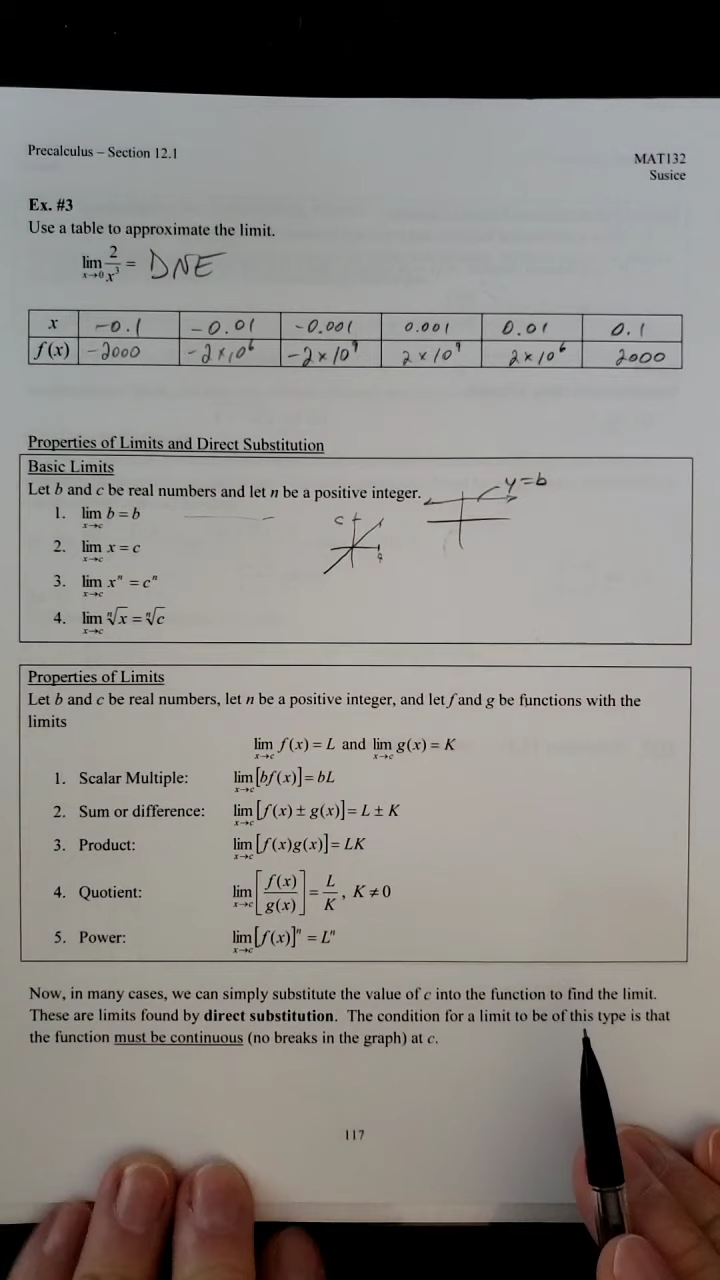 Precalculus – Section 12.1
MAT132
Susice
Ex. #3
Use a table to approximate the limit.
lim x→0 2/x³ = DNE
x -0.1 -0.01 -0.001 0.001 0.01 0.1
f(x) -2000 -2×10⁶ -2×10⁹ 2×10⁹ 2×10⁶ 2000
Properties of Limits and Direct Substitution
Basic Limits
Let b and c be real numbers and let n be a positive integer.
y=b
1. lim x→c b = b
c
2. lim x→c x = c
3. lim x→c xⁿ = cⁿ
4. lim x→c ⁿ√x = ⁿ√c
Properties of Limits
Let b and c be real numbers, let n be a positive integer, and let f and g be functions with the
limits
lim x→c f(x) = L and lim x→c g(x) = K
1. Scalar Multiple: lim x→c [bf(x)] = bL
2. Sum or difference: lim x→c [f(x) ± g(x)] = L ± K
3. Product: lim x→c [f(x)g(x)] = LK
4. Quotient: lim x→c [f(x)/g(x)] = L/K, K ≠ 0
5. Power: lim x→c [f(x)]ⁿ = Lⁿ
Now, in many cases, we can simply substitute the value of c into the function to find the limit.
These are limits found by direct substitution. The condition for a limit to be of this type is that
the function must be continuous (no breaks in the graph) at c.
117